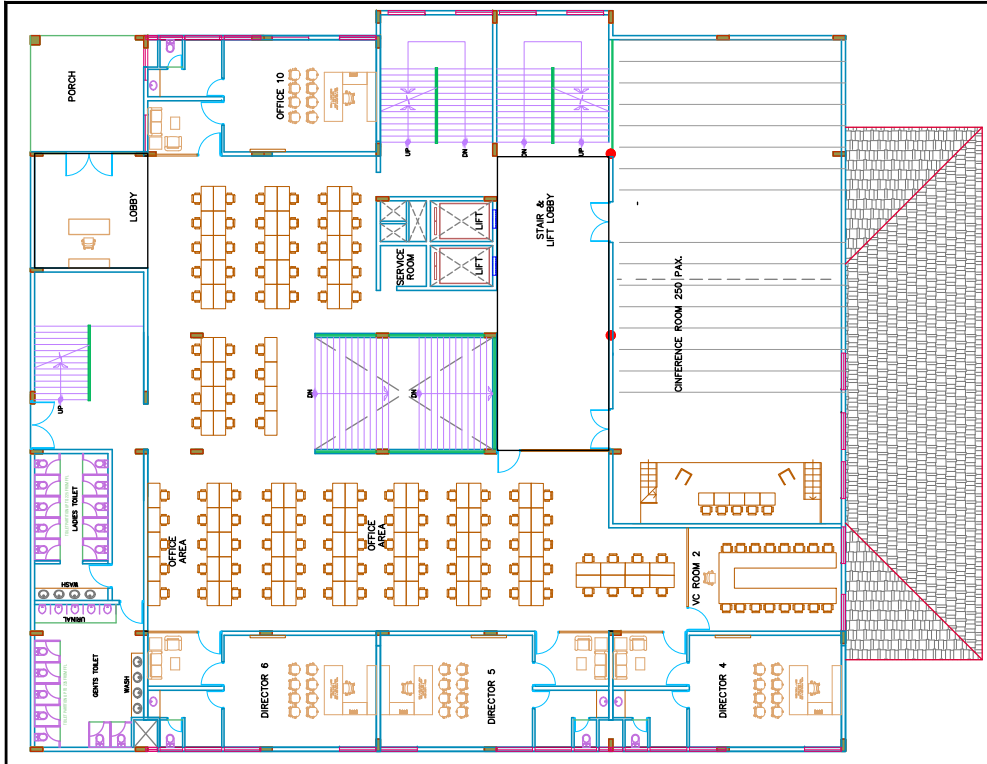 PORCH
OFFICE 10
LOBBY
UP
DN
DN
UP
SERVICE
ROOM
LIFT
LIFT
STAIR &
LIFT LOBBY
CINFERENCE ROOM 250 PAX.
UP
DN
DN
LADIES TOILET
OFFICE
AREA
OFFICE
AREA
WASH
URINAL
GENTS TOILET
WASH
VC ROOM 2
DIRECTOR 6
DIRECTOR 5
DIRECTOR 4